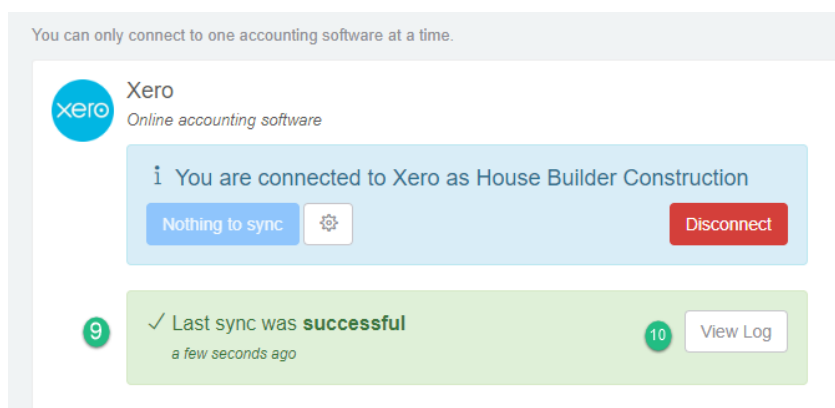 You can only connect to one accounting software at a time.
xero
Xero
Online accounting software
i You are connected to Xero as House Builder Construction
Nothing to sync
Disconnect
9
✓ Last sync was successful
a few seconds ago
10
View Log